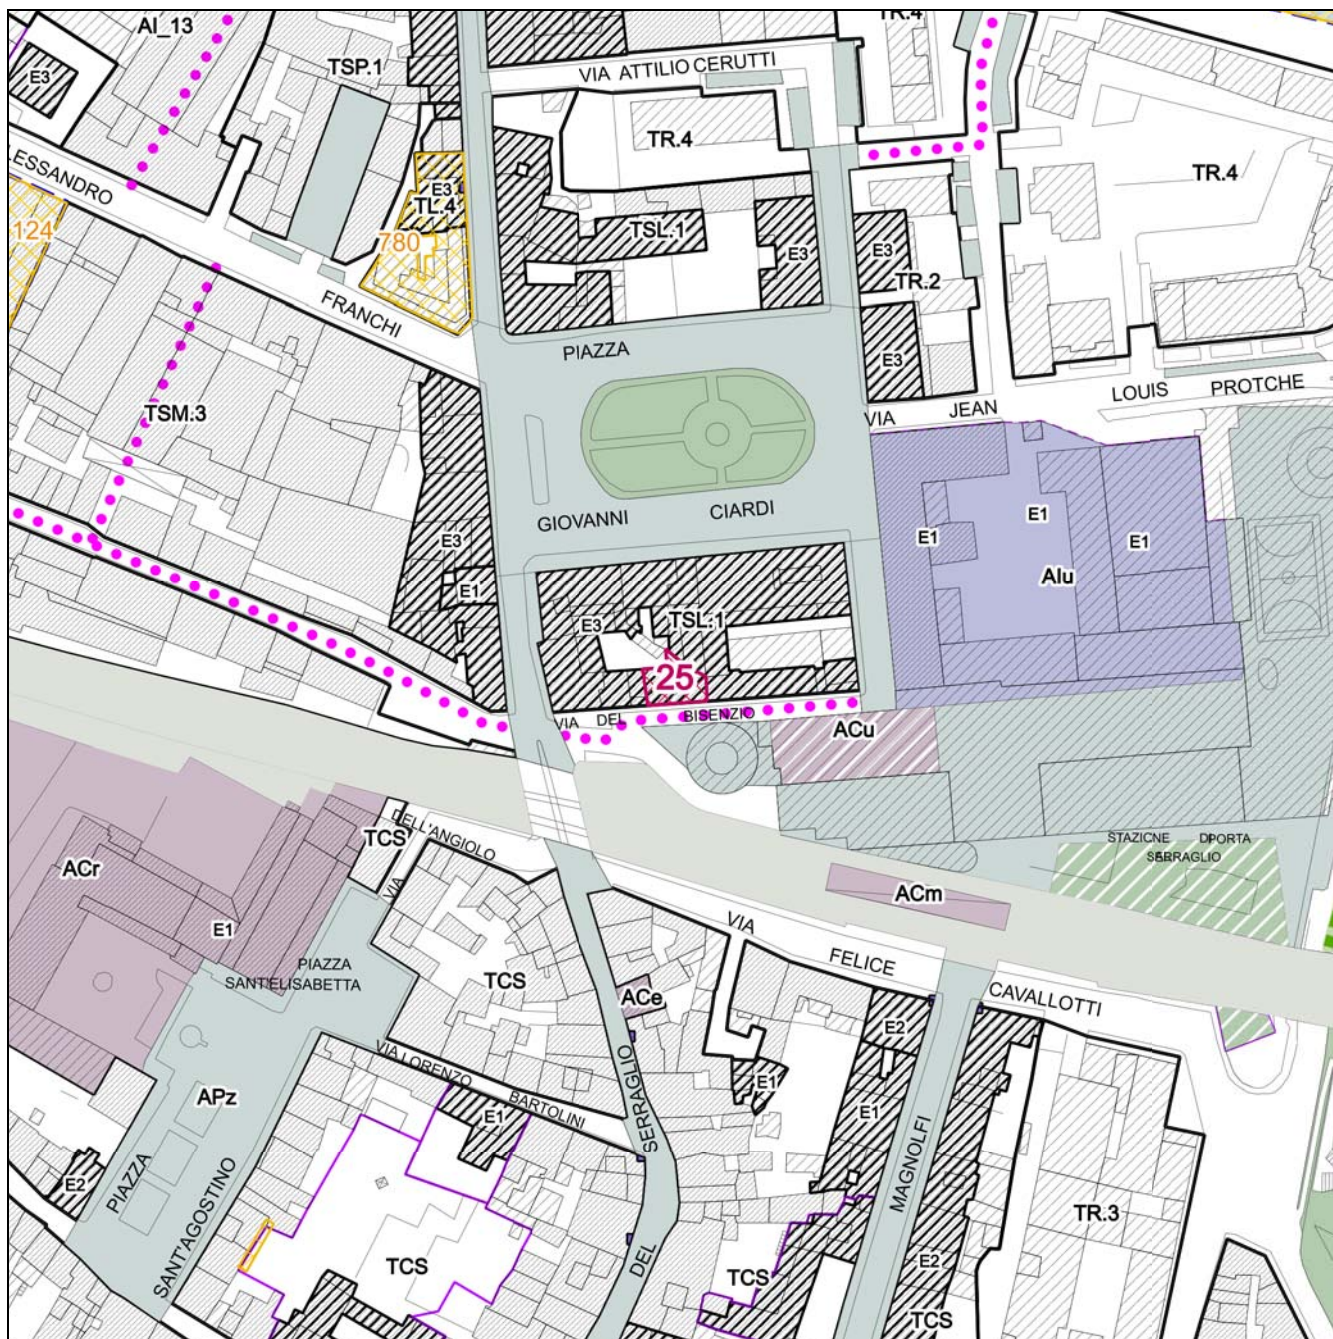 AI_13
TR.4
E3
TSP.1
VIA ATTILIO CERUTTI
TR.4
LESSANDRO
E3
TL.4
TR.4
124
780
TSL.1
E3
E3
TR.2
FRANCHI
PIAZZA
E3
LOUIS PROTCHE
VIA JEAN
TSM.3
GIOVANNI CIARDI
E3
E1
E1
E1
E1
AIu
E3
TSL.1
25
VIA DEL BISENZIO
ACu
DELL'ANGIOLO
TCS
STAZICNE DIPORTA
SERRAGLIO
ACr
VIA
ACm
VIA
FELICE
E1
PIAZZA
SANT'ELISABETTA
TCS
ACe
CAVALLOTTI
E2
VIA LORENZO
BARTOLINI
APz
E1
E1
E1
SERRAGLIO
MAGNOLFI
E2
PIAZZA
SANT'AGOSTINO
TR.3
TCS
DEL
TCS
E2
TCS